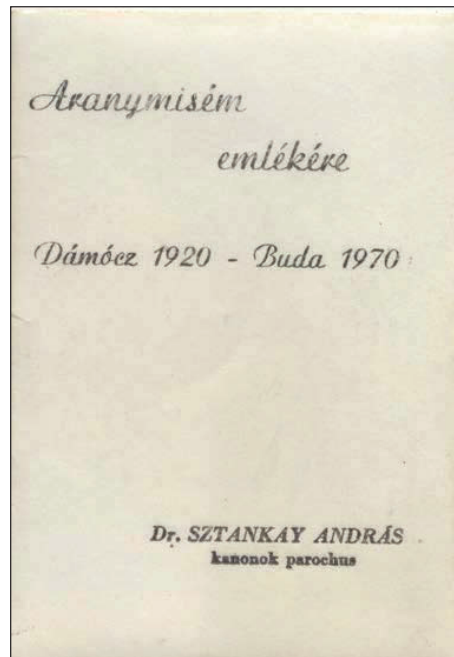 Aranymisém
emlékére
Dámócz 1920 - Buda 1970
Dr. SZTANKAY ANDRÁS
kanonok parochus